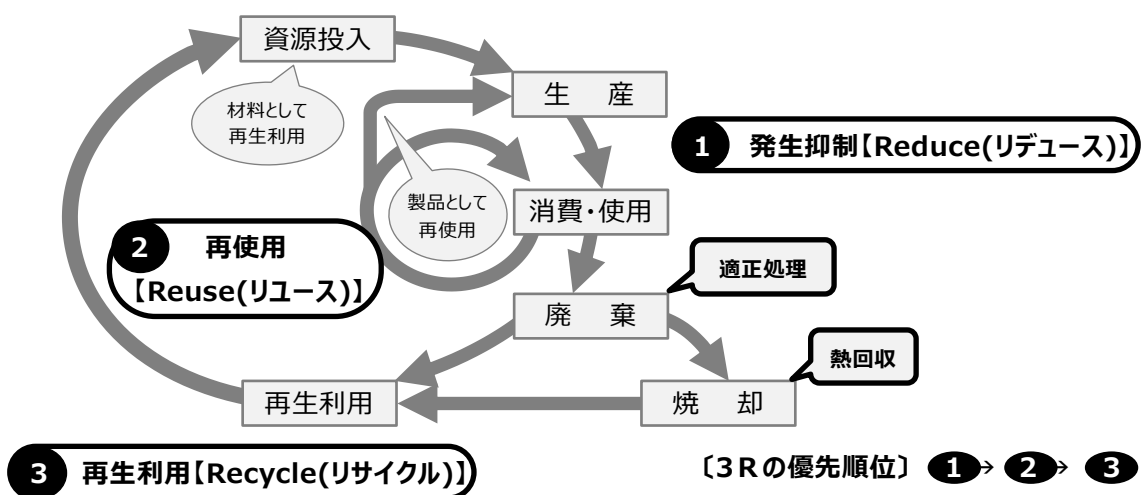 資源投入
材料として
再生利用
生 産
1 発生抑制【Reduce(リデュース)】
製品として
再使用
消費・使用
2 再使用
【Reuse(リユース)】
適正処理
廃 棄
熱回収
再生利用
焼 却
3 再生利用【Recycle(リサイクル)】
〔3Rの優先順位〕 1→ 2→ 3